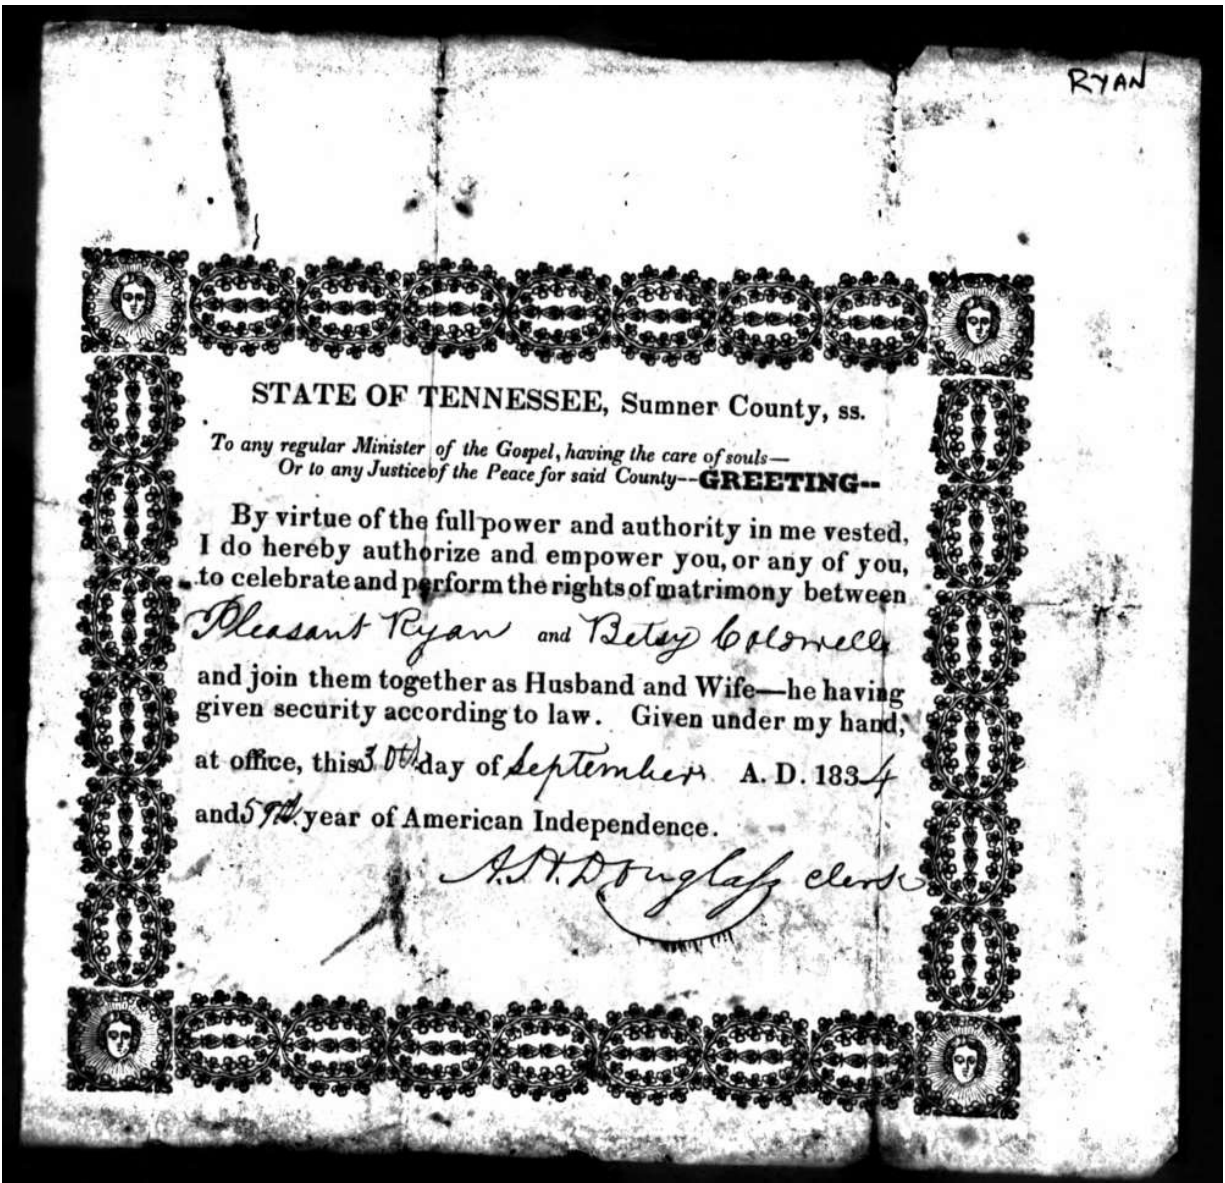 RYAN
STATE OF TENNESSEE, Sumner County, ss.
To any regular Minister of the Gospel, having the care of souls—
Or to any Justice of the Peace for said County--GREETING--
By virtue of the full power and authority in me vested,
I do hereby authorize and empower you, or any of you,
to celebrate and perform the rights of matrimony between
Pleasant Ryan and Betsy Colowell
and join them together as Husband and Wife—he having
given security according to law. Given under my hand,
at office, this 30th day of September A. D. 1834
and 59th year of American Independence.
A. H. Douglass clerk